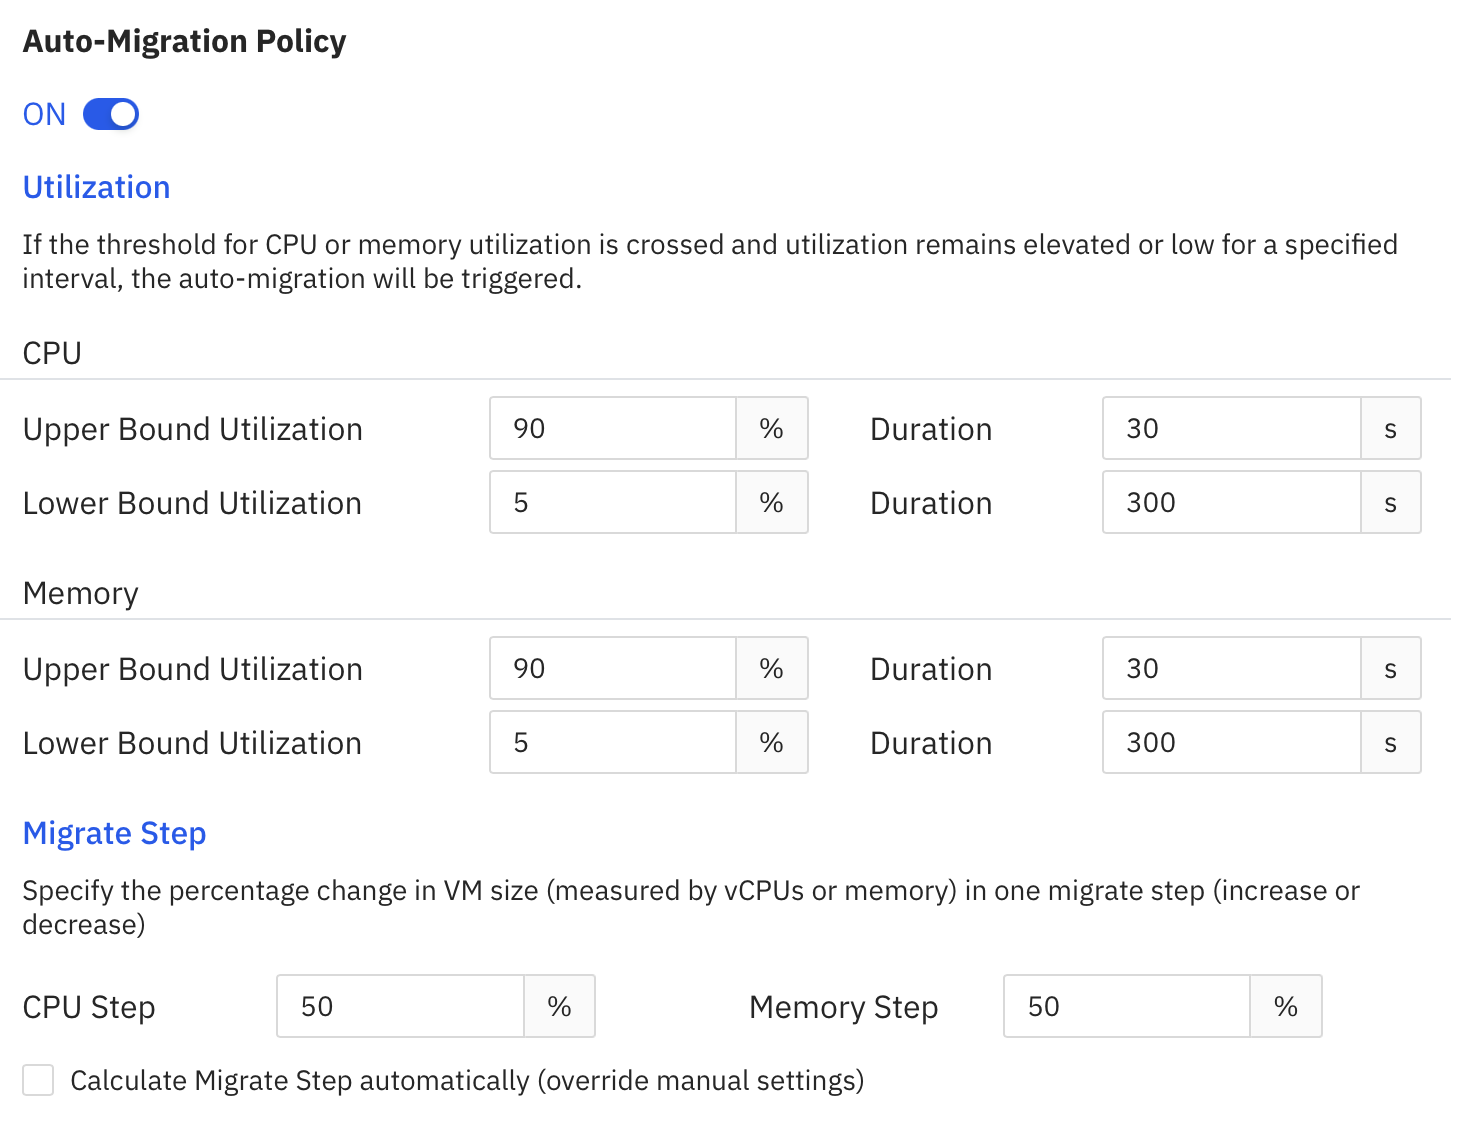 Auto-Migration Policy
ON
Utilization
If the threshold for CPU or memory utilization is crossed and utilization remains elevated or low for a specified
interval, the auto-migration will be triggered.
CPU
Upper Bound Utilization 90 % Duration 30 s
Lower Bound Utilization 5 % Duration 300 s
Memory
Upper Bound Utilization 90 % Duration 30 s
Lower Bound Utilization 5 % Duration 300 s
Migrate Step
Specify the percentage change in VM size (measured by vCPUs or memory) in one migrate step (increase or
decrease)
CPU Step 50 % Memory Step 50 %
Calculate Migrate Step automatically (override manual settings)